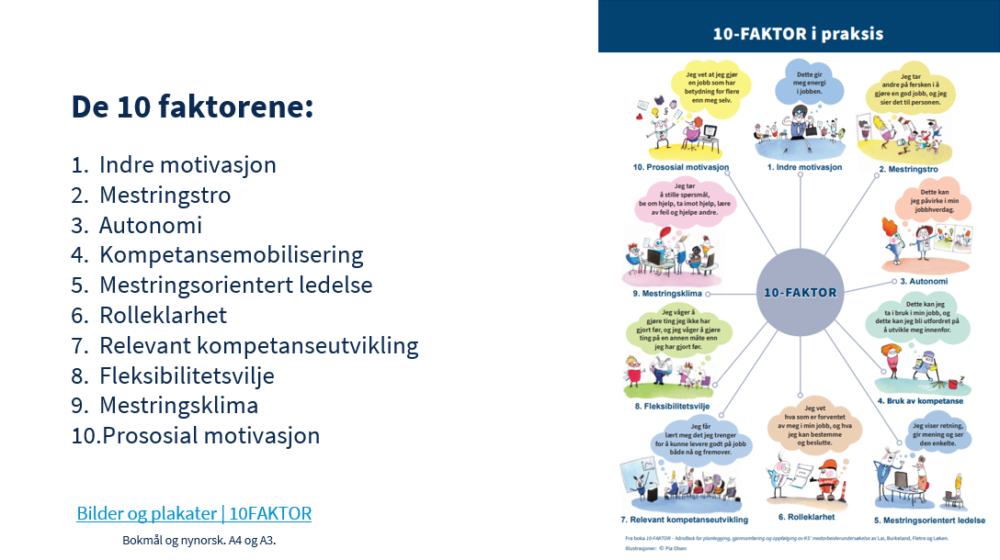 De 10 faktorene:
1. Indre motivasjon
2. Mestringstro
3. Autonomi
4. Kompetansemobilisering
5. Mestringsorientert ledelse
6. Rolleklarhet
7. Relevant kompetanseutvikling
8. Fleksibilitetsvilje
9. Mestringsklima
10.Prososial motivasjon
Bilder og plakater | 10FAKTOR
Bokmål og nynorsk. A4 og A3.
10-FAKTOR i praksis
Jeg vet at jeg gjør
en jobb som har
betydning for flere
enn meg selv.
10. Prososial motivasjon
Dette gir
meg energi
i jobben.
1. Indre motivasjon
Jeg tar
andre på fersken i å
gjøre en god jobb, og jeg
sier det til personen.
2. Mestringstro
Jeg tør
å stille spørsmål,
be om hjelp, ta imot hjelp, lære
av feil og hjelpe andre.
9. Mestringsklima
Dette kan
jeg påvirke i min
jobbhverdag.
3. Autonomi
10-FAKTOR
Jeg våger å
gjøre ting jeg ikke har
gjort før, og jeg våger å gjøre
ting på en annen måte enn
jeg har gjort før.
8. Fleksibilitetsvilje
Dette kan jeg
ta i bruk i min jobb, og
dette kan jeg bli utfordret på
å utvikle meg innenfor.
4. Bruk av kompetanse
Jeg får
lært meg det jeg trenger
for å kunne levere godt på jobb
både nå og fremover.
7. Relevant kompetanseutvikling
Jeg vet
hva som er forventet
av meg i min jobb, og hva
jeg kan bestemme
og beslutte.
6. Rolleklarhet
Jeg viser retning,
gir mening og ser
den enkelte.
5. Mestringsorientert ledelse
Fra boka 10-FAKTOR – håndbok for planlegging, gjennomføring og oppfølging av KS' medarbeiderundersøkelse av Lai, Burkeland, Fletre og Løken.
Illustrasjoner: © Pia Olsen